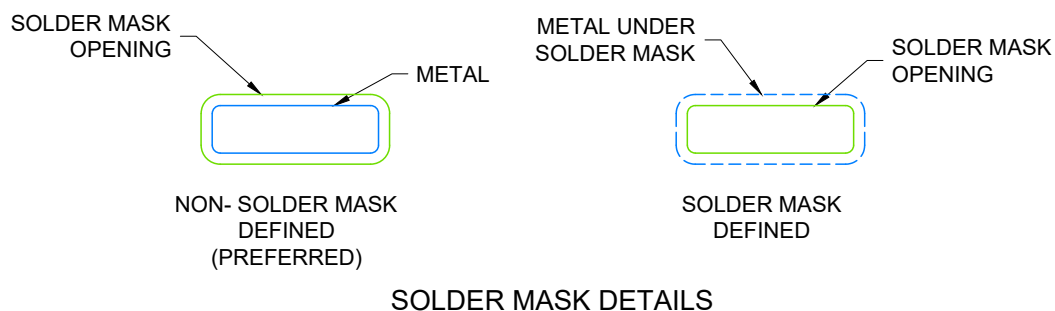 SOLDER MASK
OPENING
METAL
NON- SOLDER MASK
DEFINED
(PREFERRED)
METAL UNDER
SOLDER MASK
SOLDER MASK
OPENING
SOLDER MASK
DEFINED
SOLDER MASK DETAILS